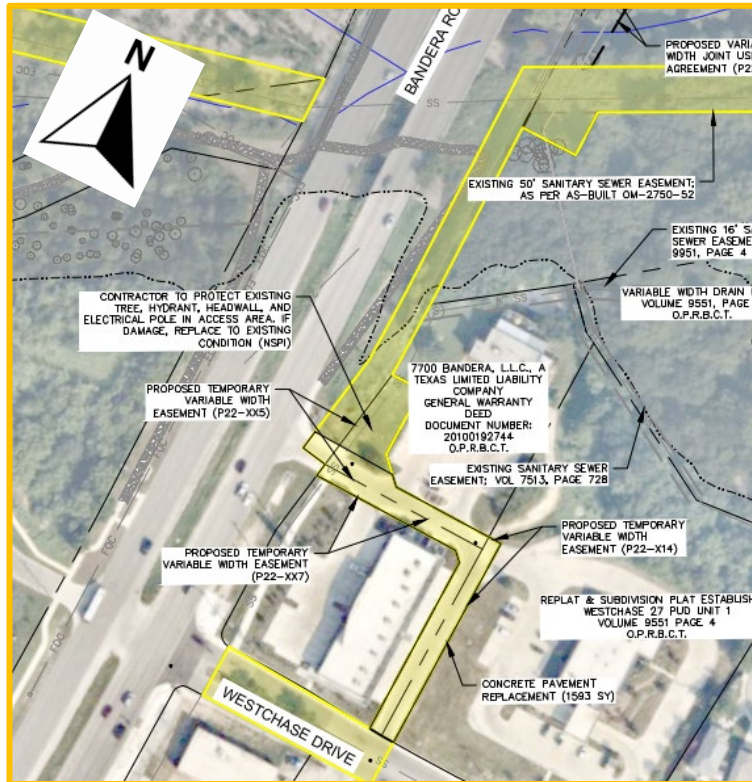 N
BANDERA RO
PROPOSED VARIA
WIDTH JOINT US
AGREEMENT (P2
EOC
SS
EXISTING 50' SANITARY SEWER EASEMENT;
AS PER AS-BUILT OM-2750-52
EXISTING 16' S
SEWER EASEME
9951, PAGE 4
VARIABLE WIDTH DRAIN
VOLUME 9551, PAGE
O.P.R.B.C.T.
CONTRACTOR TO PROTECT EXISTING
TREE, HYDRANT, HEADWALL, AND
ELECTRICAL POLE IN ACCESS AREA. IF
DAMAGE, REPLACE TO EXISTING
CONDITION (NSPI)
7700 BANDERA, L.L.C., A
TEXAS LIMITED LIABILITY
COMPANY
GENERAL WARRANTY
DEED
DOCUMENT NUMBER:
20100192744
O.P.R.B.C.T.
PROPOSED TEMPORARY
VARIABLE WIDTH
EASEMENT (P22-XX5)
EXISTING SANITARY SEWER
EASEMENT; VOL 7513, PAGE 728
PROPOSED TEMPORARY
VARIABLE WIDTH
EASEMENT (P22-X14)
PROPOSED TEMPORARY
VARIABLE WIDTH EASEMENT
(P22-XX7)
REPLAT & SUBDIVISION PLAT ESTABLISH
WESTCHASE 27 PUD UNIT 1
VOLUME 9551 PAGE 4
O.P.R.B.C.T.
CONCRETE PAVEMENT
REPLACEMENT (1593 SY)
WESTCHASE DRIVE
SS